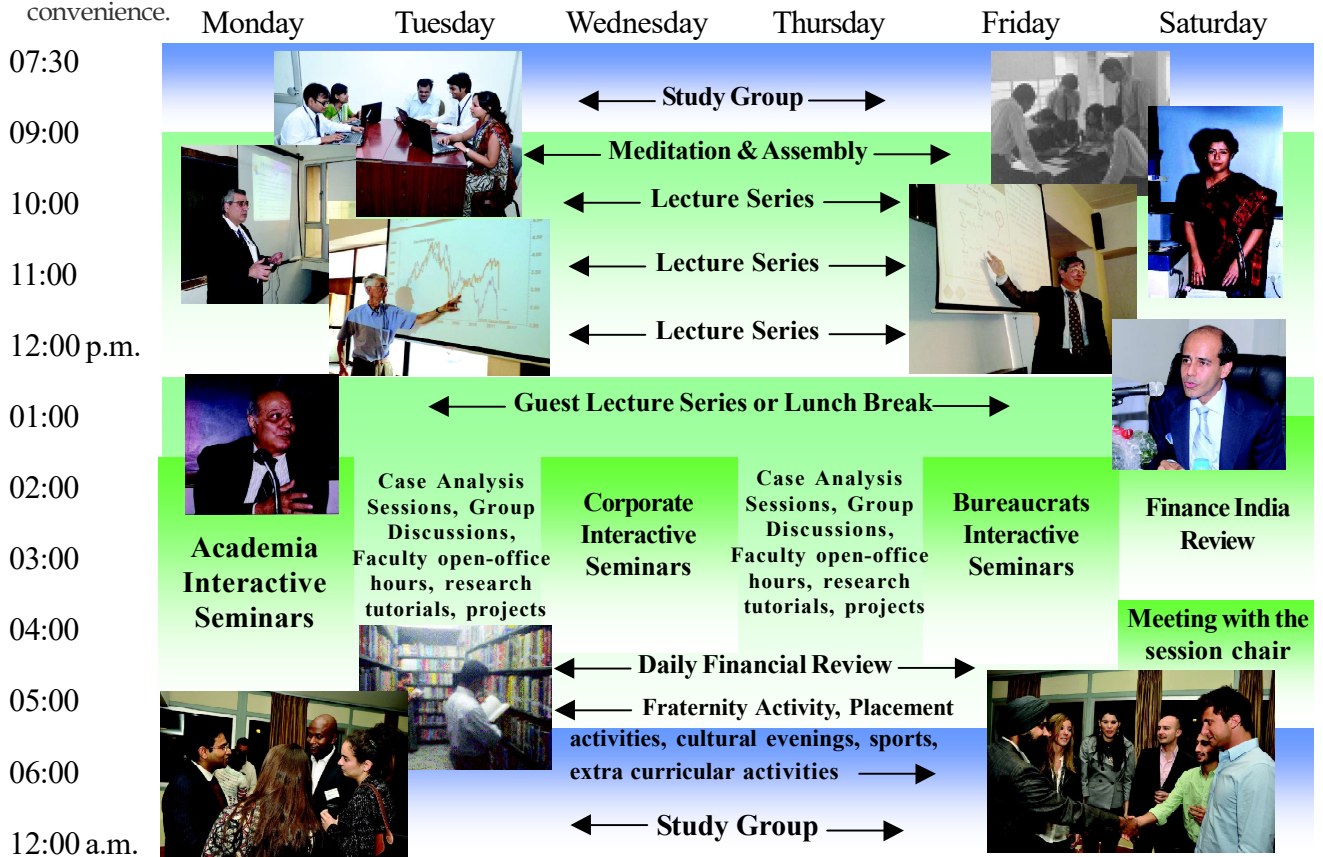 convenience.
Monday Tuesday Wednesday Thursday Friday Saturday
07:30
Study Group
09:00
Meditation & Assembly
10:00
Lecture Series
11:00
Lecture Series
Lecture Series
12:00 p.m.
Guest Lecture Series or Lunch Break
01:00
02:00
03:00
04:00
05:00
06:00
12:00 a.m.
Academia
Interactive
Seminars
Case Analysis
Sessions, Group
Discussions,
Faculty open-office
hours, research
tutorials, projects
Corporate
Interactive
Seminars
Case Analysis
Sessions, Group
Discussions,
Faculty open-office
hours, research
tutorials, projects
Bureaucrats
Interactive
Seminars
Finance India
Review
Meeting with the
session chair
Daily Financial Review
Fraternity Activity, Placement
activities, cultural evenings, sports,
extra curricular activities
Study Group